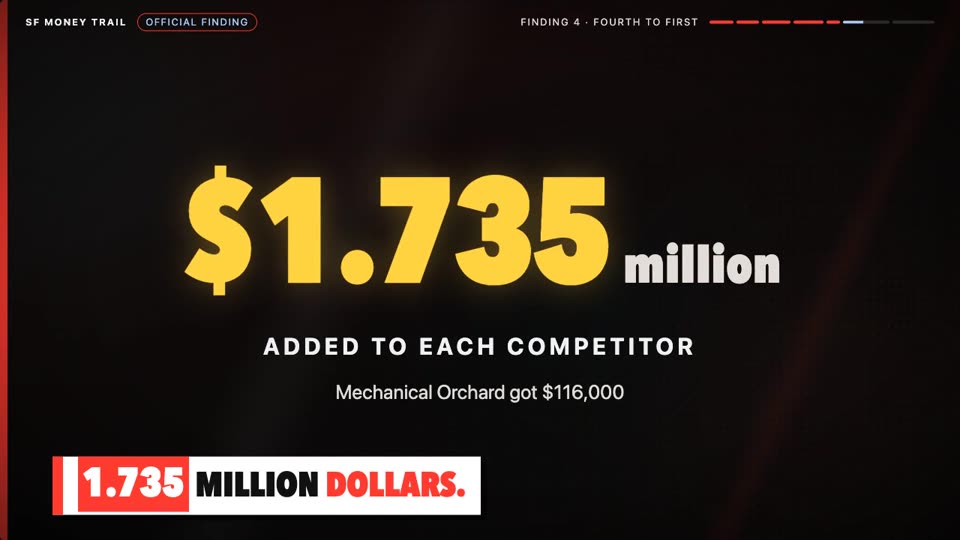 SF MONEY TRAIL OFFICIAL FINDING
FINDING 4 · FOURTH TO FIRST
$1.735 million
ADDED TO EACH COMPETITOR
Mechanical Orchard got $116,000
1.735 MILLION DOLLARS.